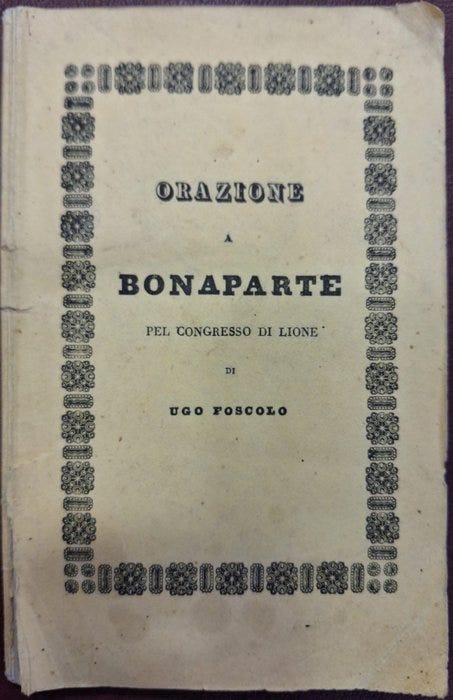 ORAZIONE
A
BONAPARTE
PEL CONGRESSO DI LIONE
DI
UGO FOSCOLO